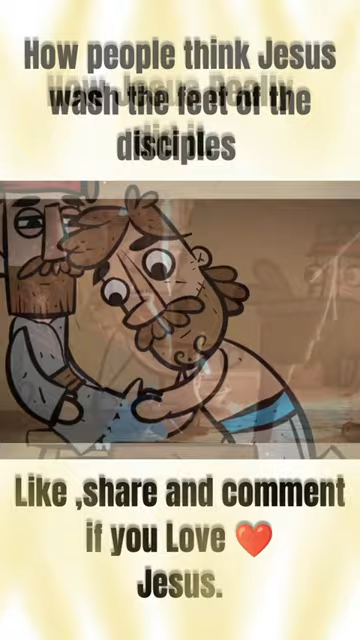 How people think Jesus
wash the feet of the
disciples
Like ,share and comment
if you Love ❤️
Jesus.